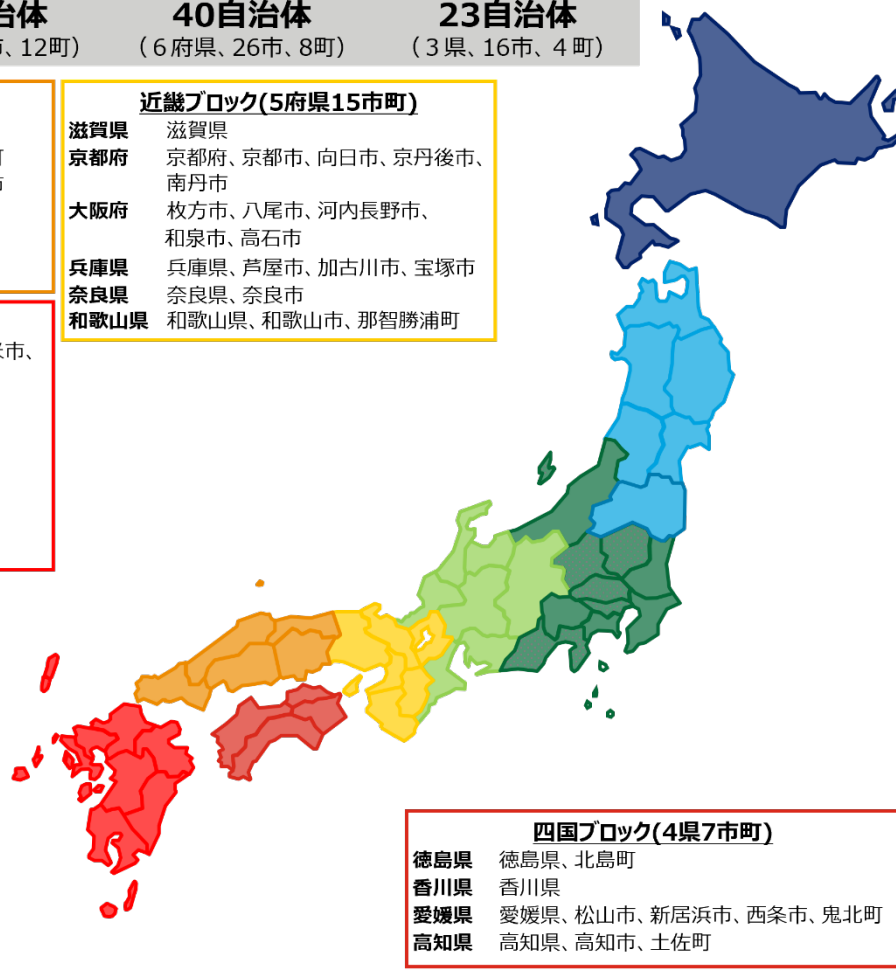 治体
40自治体
23自治体
、12町)
(6府県、26市、8町)
(3県、16市、4町)
近畿ブロック(5府県15市町)
滋賀県 滋賀県
京都府 京都府、京都市、向日市、京丹後市、
南丹市
大阪府 枚方市、八尾市、河内長野市、
和泉市、高石市
兵庫県 兵庫県、芦屋市、加古川市、宝塚市
奈良県 奈良県、奈良市
和歌山県 和歌山県、和歌山市、那智勝浦町
市、
四国ブロック(4県7市町)
徳島県 徳島県、北島町
香川県 香川県
愛媛県 愛媛県、松山市、新居浜市、西条市、鬼北町
高知県 高知県、高知市、土佐町